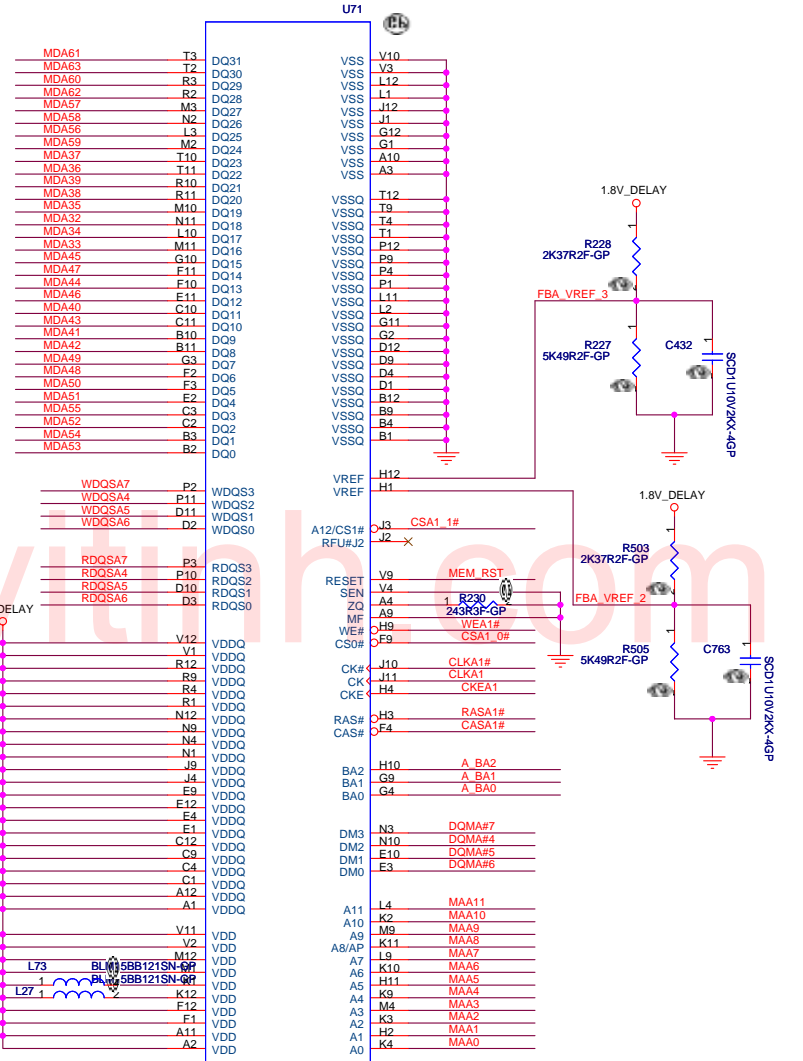 U71
MDA61 T3 DQ31 VSS V10
MDA63 T2 DQ30 VSS V3
MDA60 R3 DQ29 VSS L12
MDA62 R2 DQ28 VSS L1
MDA57 M3 DQ27 VSS J12
MDA58 N2 DQ26 VSS J1
MDA56 L3 DQ25 VSS G12
MDA59 M2 DQ24 VSS G1
MDA37 T10 DQ23 VSS A10
MDA36 T11 DQ22 VSS A3
MDA39 R10 DQ21
MDA38 R11 DQ20 VSSQ T12
MDA35 M10 DQ19 VSSQ T9
MDA32 N11 DQ18 VSSQ T4
MDA34 L10 DQ17 VSSQ T1
MDA33 M11 DQ16 VSSQ P12
MDA45 G10 DQ15 VSSQ P9
MDA47 F11 DQ14 VSSQ P4
MDA44 F10 DQ13 VSSQ P1
MDA46 E11 DQ12 VSSQ L11
MDA40 C10 DQ11 VSSQ L2
MDA43 C11 DQ10 VSSQ G11
MDA41 B10 DQ9 VSSQ G2
MDA42 B11 DQ8 VSSQ D12
MDA49 G3 DQ7 VSSQ D9
MDA48 F2 DQ6 VSSQ D4
MDA50 F3 DQ5 VSSQ D1
MDA51 E2 DQ4 VSSQ B12
MDA55 C3 DQ3 VSSQ B9
MDA52 C2 DQ2 VSSQ B4
MDA54 B3 DQ1 VSSQ B1
MDA53 B2 DQ0
VREF H12
WDQSA7 P2 WDQS3 VREF H1
WDQSA4 P11 WDQS2
WDQSA5 D11 WDQS1
WDQSA6 D2 WDQS0
A12/CS1# J3 CSA1_1#
RFU#J2 J2
RDQSA7 P3 RDQS3
RDQSA4 P10 RDQS2
RDQSA5 D10 RDQS1
RDQSA6 D3 RDQS0
RESET V9 MEM_RST
SEN V4
ZQ A4 1 R230
243R3F-GP
MF A9
WE# H9 WEA1#
CS0# F9 CSA1_0#
CK# J10 CLKA1#
CK J11 CLKA1
CKE H4 CKEA1
RAS# H3 RASA1#
CAS# F4 CASA1#
BA2 H10 A_BA2
BA1 G9 A_BA1
BA0 G4 A_BA0
DM3 N3 DQMA#7
DM2 N10 DQMA#4
DM1 E10 DQMA#5
DM0 E3 DQMA#6
A11 L4 MAA11
A10 K2 MAA10
A9 M9 MAA9
A8/AP K11 MAA8
A7 L9 MAA7
A6 K10 MAA6
A5 H11 MAA5
A4 K9 MAA4
A3 M4 MAA3
A2 K3 MAA2
A1 H2 MAA1
A0 K4 MAA0
DELAY
V12 VDDQ
V1 VDDQ
R12 VDDQ
R9 VDDQ
R4 VDDQ
R1 VDDQ
N12 VDDQ
N9 VDDQ
N4 VDDQ
N1 VDDQ
J9 VDDQ
J4 VDDQ
E9 VDDQ
E12 VDDQ
E4 VDDQ
E1 VDDQ
C12 VDDQ
C9 VDDQ
C4 VDDQ
C1 VDDQ
A12 VDDQ
A1 VDDQ
V11 VDD
V2 VDD
M12 VDD
VDD
VDD
K12 VDD
F12 VDD
F1 VDD
A11 VDD
A2 VDD
L73 1
L27 1 2
1.8V_DELAY
1
R228
2K37R2F-GP
2
FBA_VREF_3
1
R227
5K49R2F-GP
1
C432
SCD1U10V2KX-4GP
1.8V_DELAY
1
R503
2K37R2F-GP
FBA_VREF_2
1
R505
5K49R2F-GP
1
C763
SCD1U10V2KX-4GP
vitinh.com